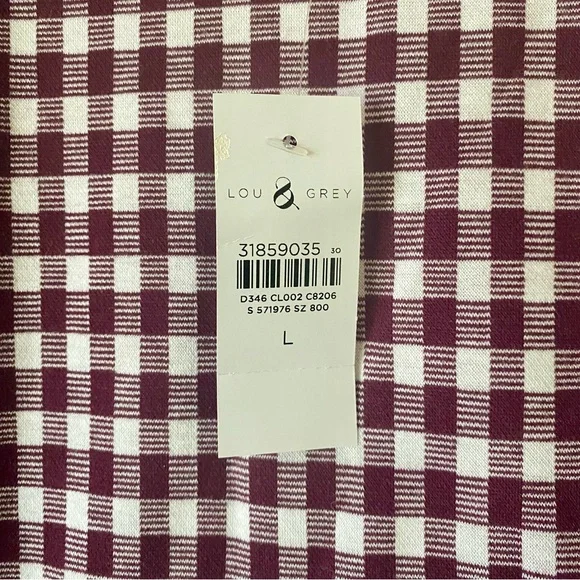 LOU & GREY
31859035 30
D346 CL002 C8206
S 571976 SZ 800
L